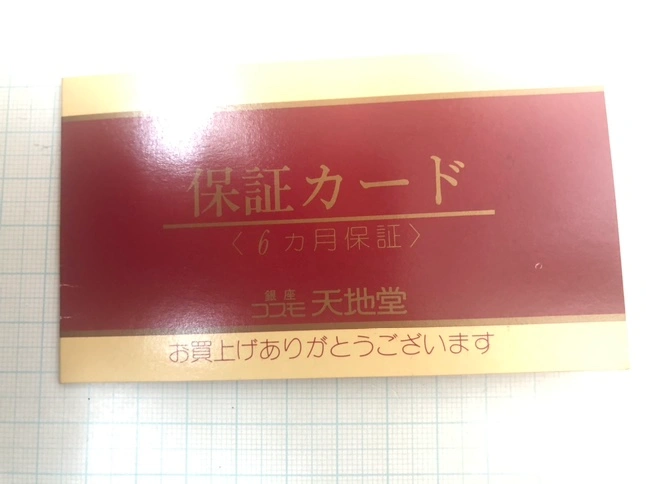 保証カード
〈6ヵ月保証〉
銀座
コスモ天地堂
お買上げありがとうございます